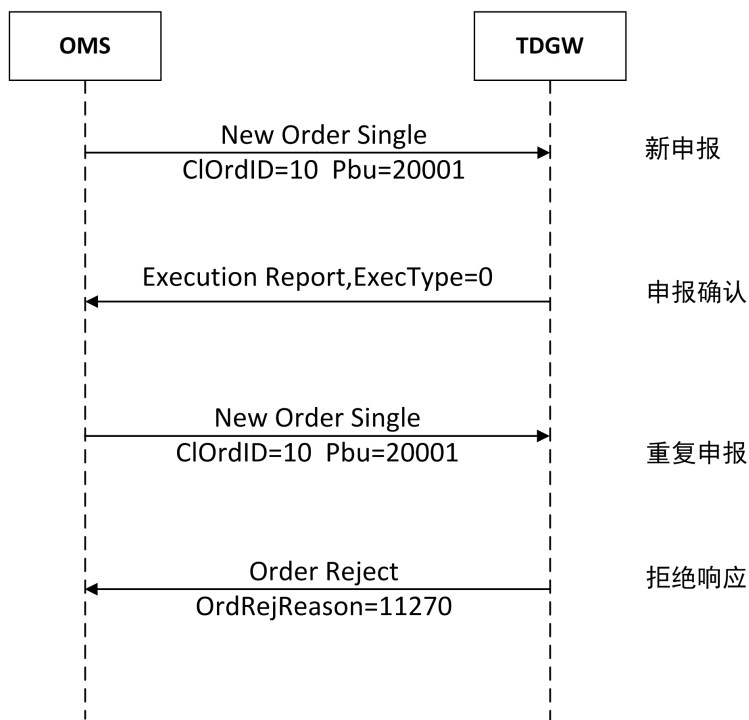 OMS
TDGW
New Order Single
ClOrdID=10  Pbu=20001
新申报
Execution Report,ExecType=0
申报确认
New Order Single
ClOrdID=10  Pbu=20001
重复申报
Order Reject
OrdRejReason=11270
拒绝响应